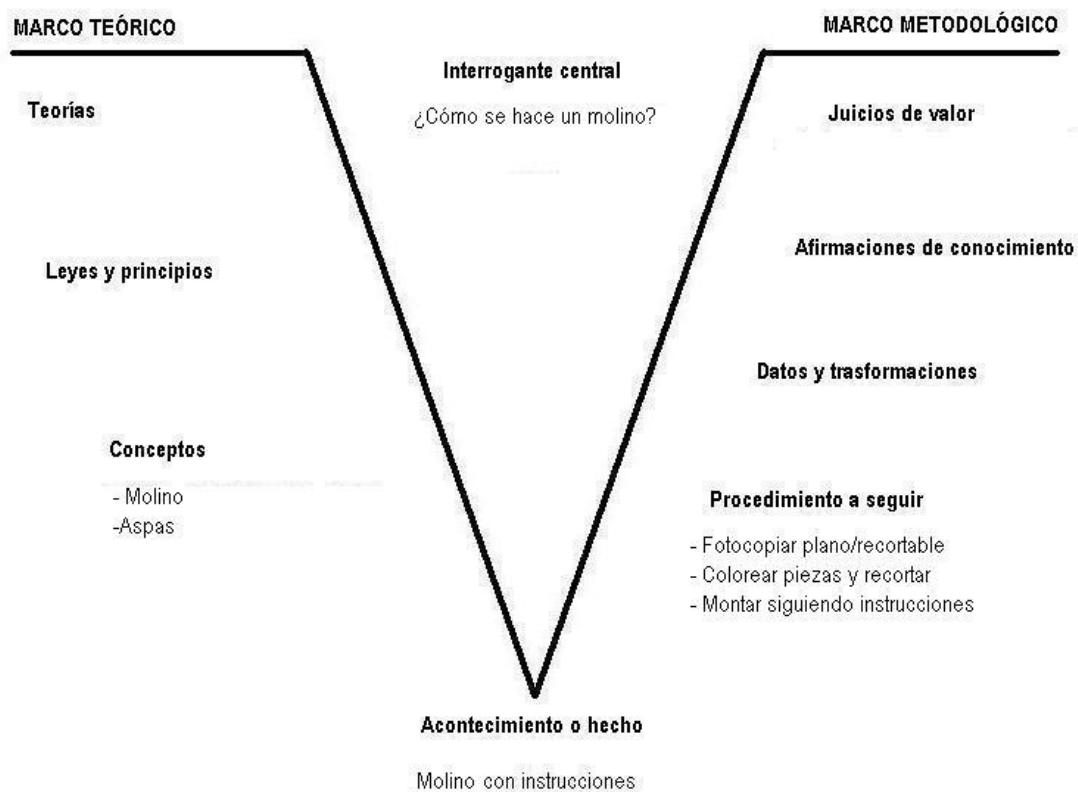 MARCO TEÓRICO
MARCO METODOLÓGICO
Interrogante central
¿Cómo se hace un molino?
Teorías
Juicios de valor
Leyes y principios
Afirmaciones de conocimiento
Datos y trasformaciones
Conceptos
- Molino
-Aspas
Procedimiento a seguir
- Fotocopiar plano/recortable
- Colorear piezas y recortar
- Montar siguiendo instrucciones
Acontecimiento o hecho
Molino con instrucciones